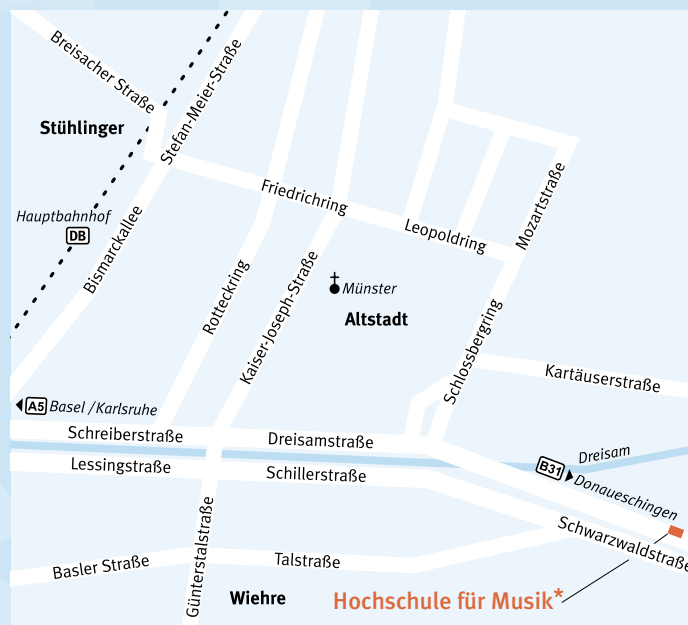 Breisacher Straße
Stefan-Meier-Straße
Stühlinger
Hauptbahnhof
DB
Bismarckallee
Friedrichring
Leopoldring
Mozartstraße
Rotteckring
Kaiser-Joseph-Straße
Münster
Altstadt
Schlossbergring
Kartäuserstraße
A5 Basel /Karlsruhe
Schreiberstraße
Dreisamstraße
Dreisam
Lessingstraße
Schillerstraße
B31 Donaueschingen
Schwarzwaldstraße
Günterstalstraße
Basler Straße
Talstraße
Wiehre
Hochschule für Musik*